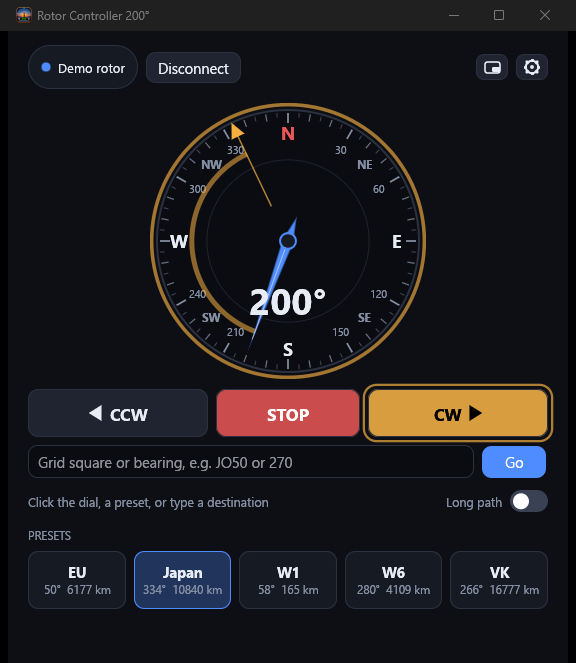 Rotor Controller 200°
Demo rotor
Disconnect
N
330
30
NW
NE
300
60
W
E
240
120
SW
SE
200°
210
150
S
CCW
STOP
CW
Grid square or bearing, e.g. JO50 or 270
Go
Click the dial, a preset, or type a destination
Long path
PRESETS
EU
50° 6177 km
Japan
334° 10840 km
W1
58° 165 km
W6
280° 4109 km
VK
266° 16777 km